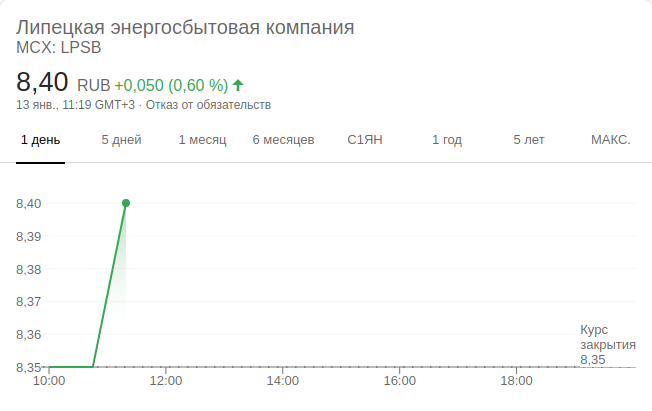 Липецкая энергосбытовая компания
MCX: LPSB
8,40 RUB +0,050 (0,60 %)
13 янв., 11:19 GMT+3 · Отказ от обязательств
1 день 5 дней 1 месяц 6 месяцев С1ЯН 1 год 5 лет МАКС.
8,40
8,39
8,38
8,37
8,36
8,35
Курс
закрытия
8,35
10:00 12:00 14:00 16:00 18:00